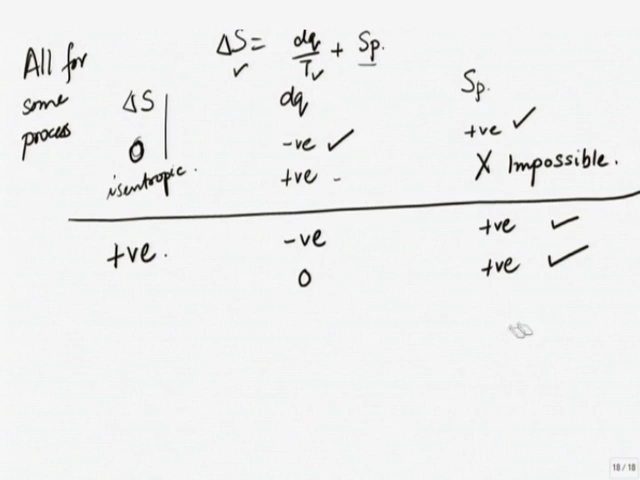 ΔS = dq/T + Sp.
All for
some
process
ΔS dq Sp.
0 -ve ✓ +ve ✓
isentropic. +ve - X Impossible.
+ve. -ve +ve ✓
0 +ve ✓
18 / 18